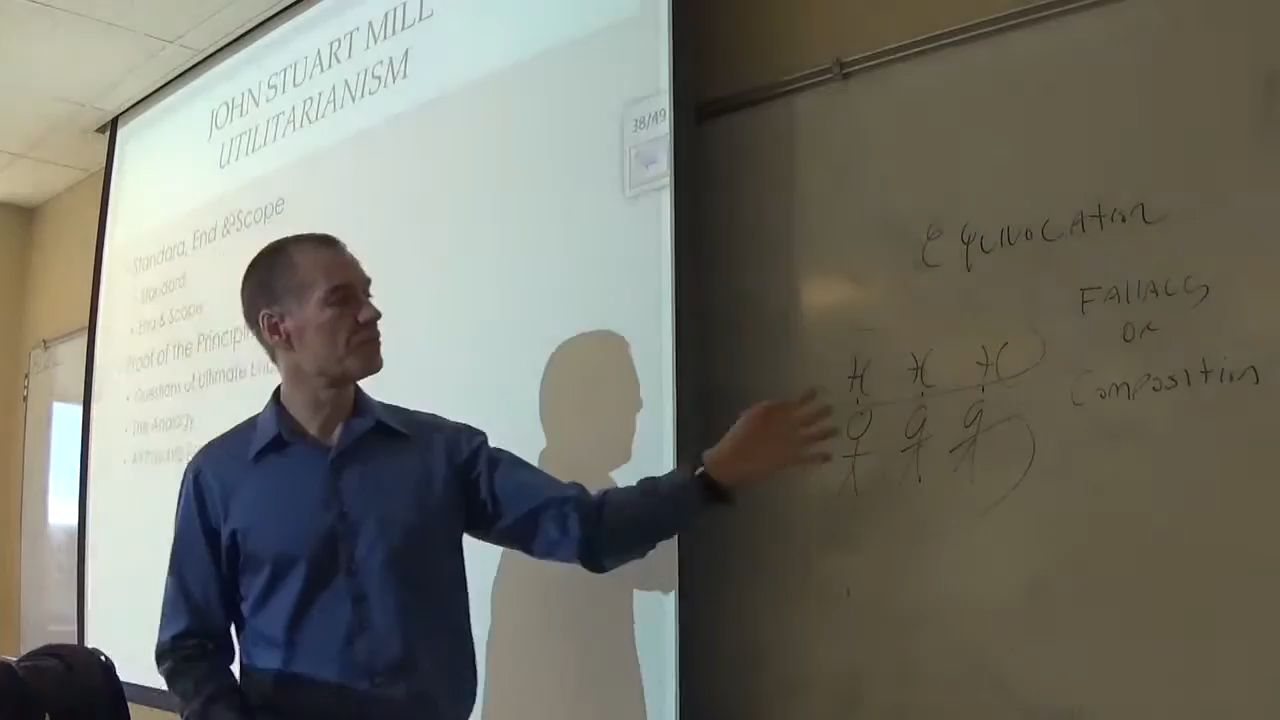 JOHN STUART MILL
UTILITARIANISM
38/49
Standard, End & Scope
Standard
End & Scope
Proof of the Principle
Questions of Ultimate
The Analogy
EQUIVOCATION
FALLACY
OF
COMPOSITION
H H H